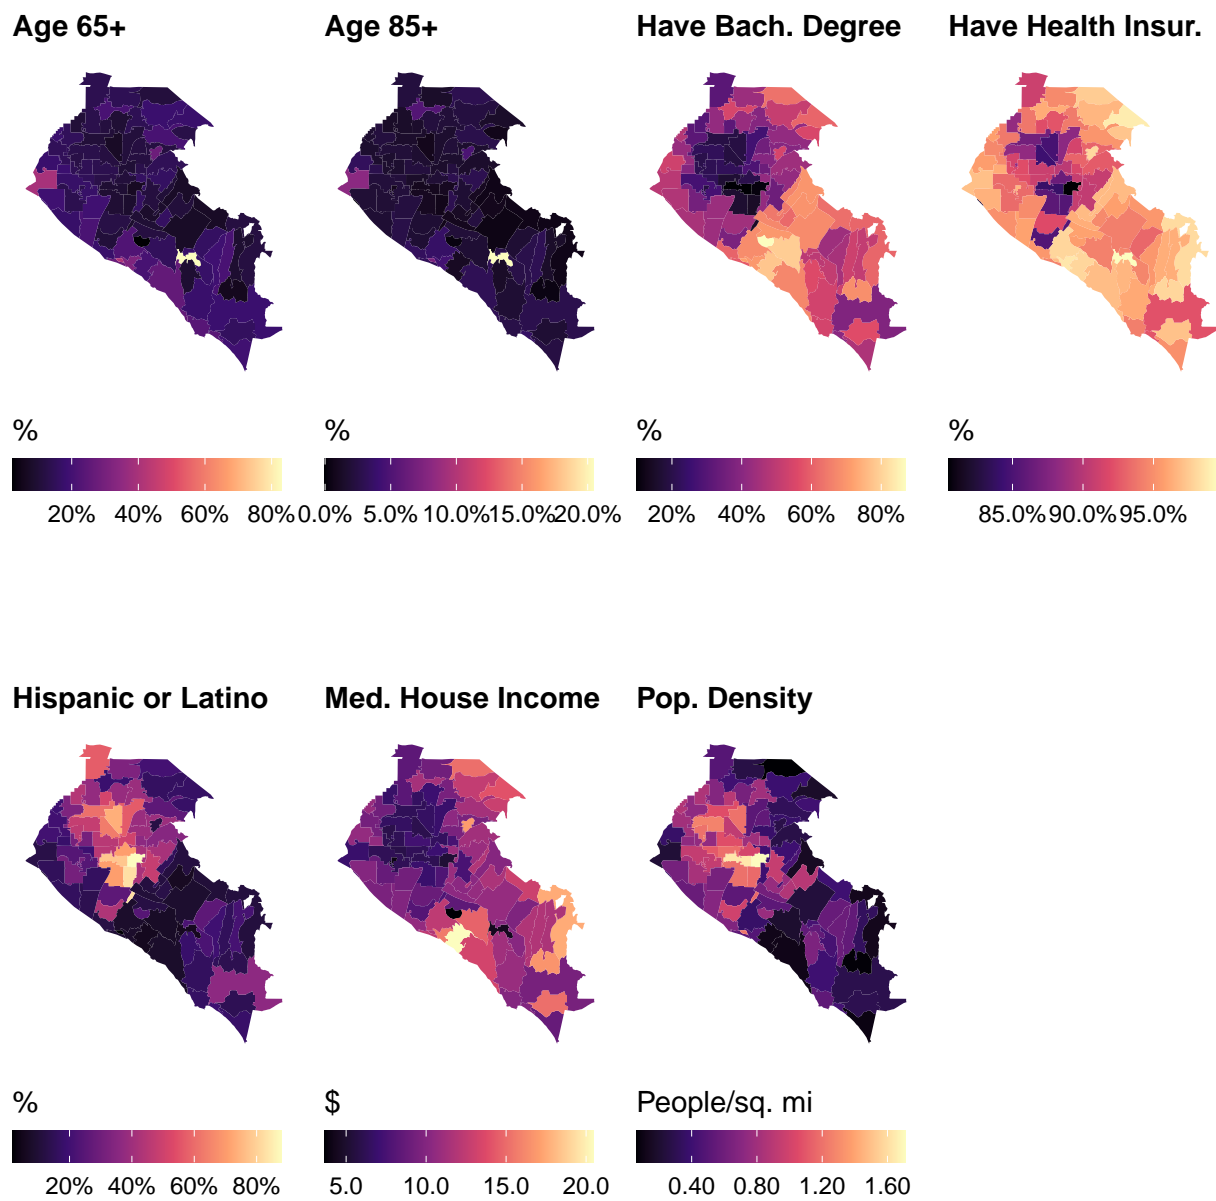 Age 65+ Age 85+ Have Bach. Degree Have Health Insur.
% % % %
20% 40% 60% 80% 0.0% 5.0% 10.0% 15.0% 20.0% 20% 40% 60% 80% 85.0% 90.0% 95.0%
Hispanic or Latino Med. House Income Pop. Density
% $ People/sq. mi
20% 40% 60% 80% 5.0 10.0 15.0 20.0 0.40 0.80 1.20 1.60